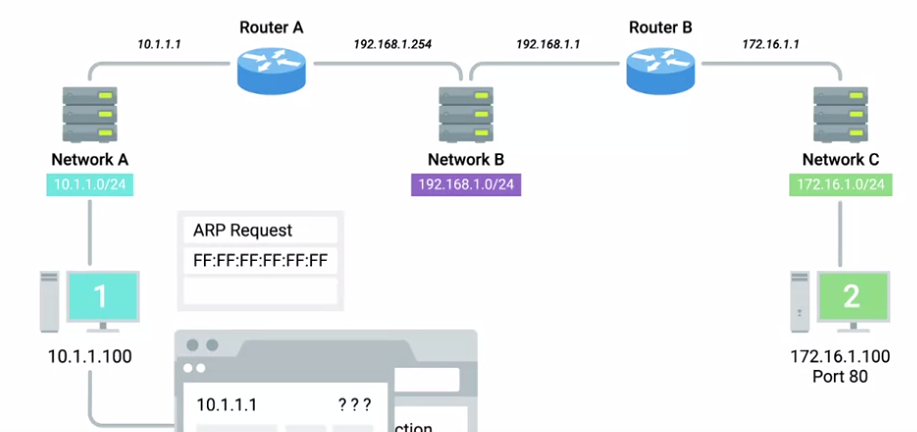 Router A
Router B
10.1.1.1
192.168.1.254
192.168.1.1
172.16.1.1
Network A
Network B
Network C
10.1.1.0/24
192.168.1.0/24
172.16.1.0/24
ARP Request
FF:FF:FF:FF:FF:FF
1
2
10.1.1.100
172.16.1.100
Port 80
10.1.1.1 ???
ction